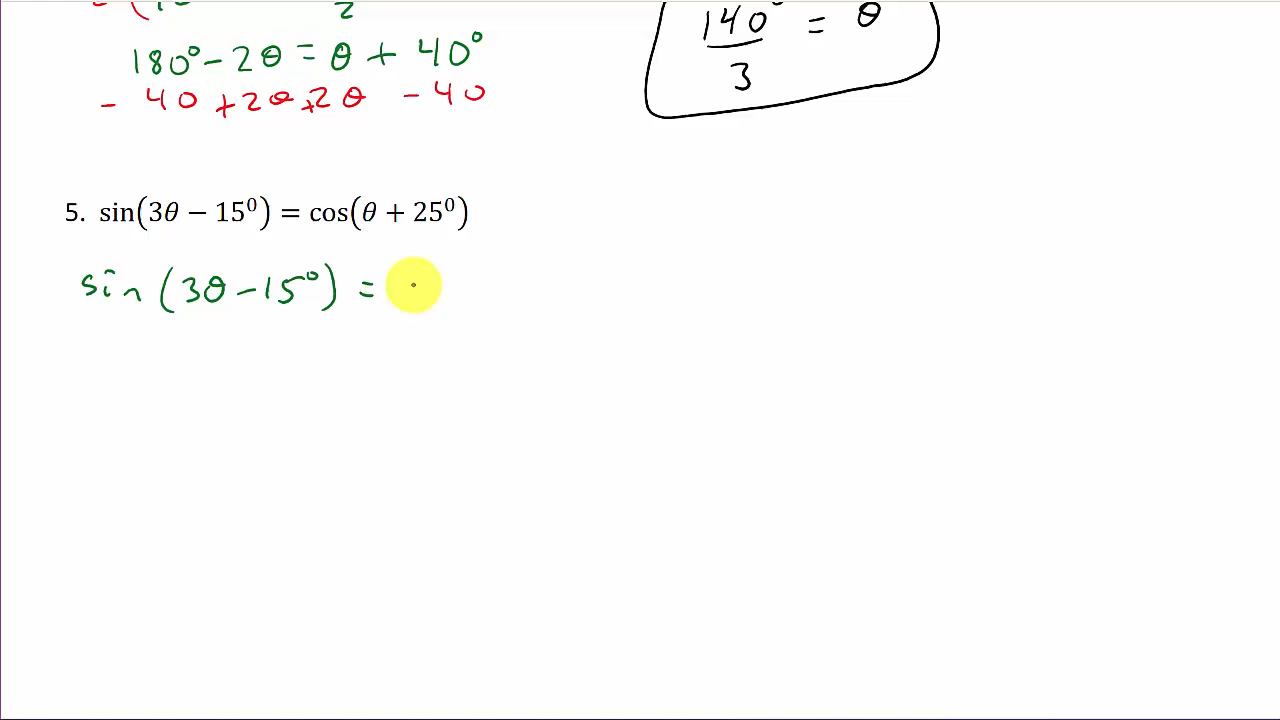 180° - 2θ = θ + 40°
- 40 + 2θ + 2θ - 40
140° / 3 = θ
5. sin(3θ − 15⁰) = cos(θ + 25⁰)
sin (3θ - 15°) =